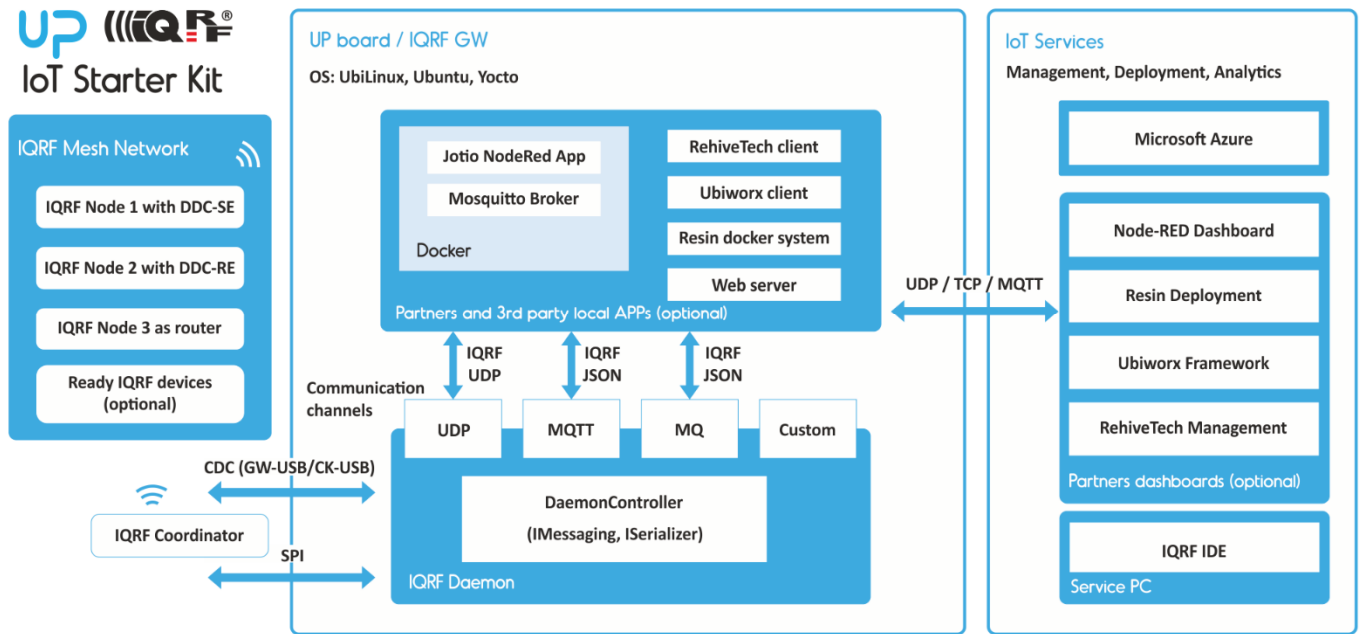 UP IQRF®
IoT Starter Kit
IQRF Mesh Network
IQRF Node 1 with DDC-SE
IQRF Node 2 with DDC-RE
IQRF Node 3 as router
Ready IQRF devices
(optional)
CDC (GW-USB/CK-USB)
IQRF Coordinator
SPI
UP board / IQRF GW
OS: UbiLinux, Ubuntu, Yocto
Jotio NodeRed App
Mosquitto Broker
Docker
RehiveTech client
Ubiworx client
Resin docker system
Web server
Partners and 3rd party local APPs (optional)
IQRF
UDP
IQRF
JSON
IQRF
JSON
Communication
channels
UDP
MQTT
MQ
Custom
DaemonController
(IMessaging, ISerializer)
IQRF Daemon
UDP / TCP / MQTT
IoT Services
Management, Deployment, Analytics
Microsoft Azure
Node-RED Dashboard
Resin Deployment
Ubiworx Framework
RehiveTech Management
Partners dashboards (optional)
IQRF IDE
Service PC